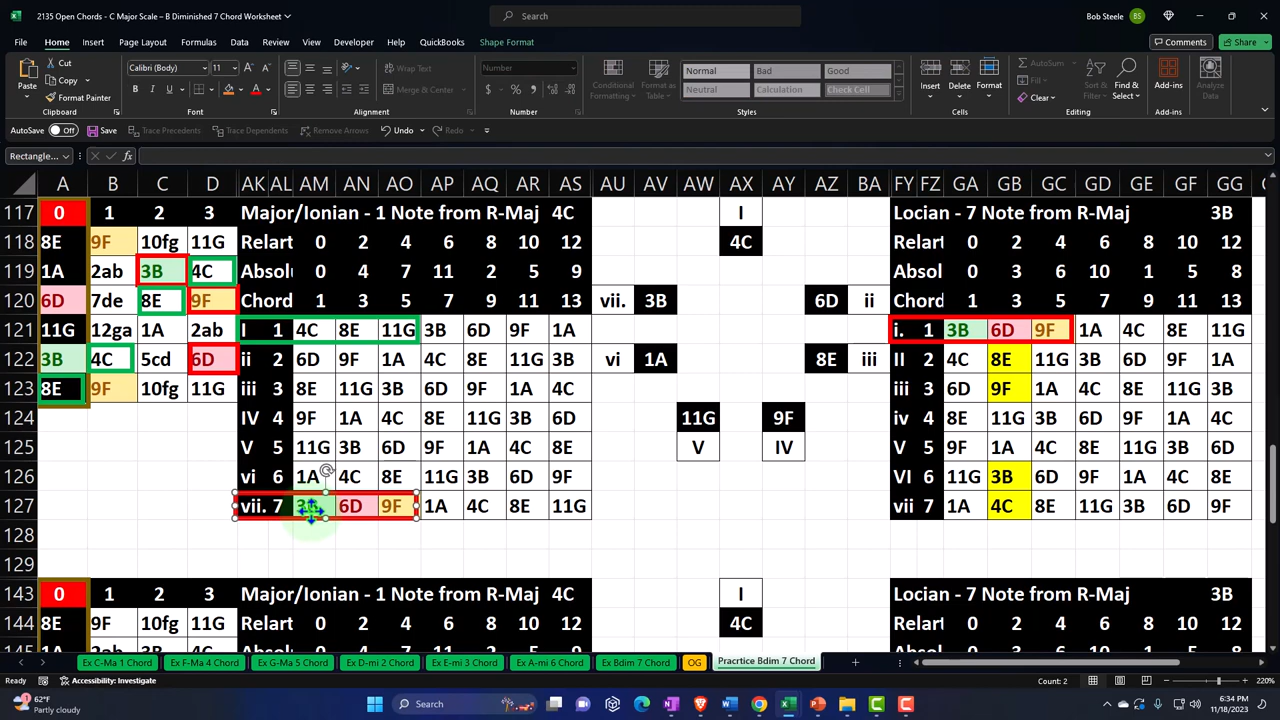 2135 Open Chords - C Major Scale – B Diminished 7 Chord Worksheet
Search
Bob Steele BS
File Home Insert Page Layout Formulas Data Review View Developer Help QuickBooks Shape Format
Comments Share
Paste Cut Copy Format Painter
Calibri (Body) 11
Wrap Text
Merge & Center
Number
Conditional Formatting Format as Table
Normal Bad Good
Neutral Calculation Check Cell
Insert Delete Format
AutoSum Clear
Sort & Filter Find & Select
Add-ins
Analyze Data
Clipboard Font Alignment Number Styles Cells Editing Add-ins
AutoSave Off Save Trace Precedents Trace Dependents Remove Arrows Undo Redo
Rectangle... fx
A B C D AK AL AM AN AO AP AQ AR AS AU AV AW AX AY AZ BA FY FZ GA GB GC GD GE GF GG
117 0 1 2 3 Major/Ionian - 1 Note from R-Maj 4C I Locian - 7 Note from R-Maj 3B
118 8E 9F 10fg 11G Relart 0 2 4 6 8 10 12 4C Relart 0 2 4 6 8 10 12
119 1A 2ab 3B 4C Absolu 0 4 7 11 2 5 9 Absol 0 3 6 10 1 5 8
120 6D 7de 8E 9F Chord 1 3 5 7 9 11 13 vii. 3B 6D ii Chord 1 3 5 7 9 11 13
121 11G 12ga 1A 2ab I 1 4C 8E 11G 3B 6D 9F 1A i. 1 3B 6D 9F 1A 4C 8E 11G
122 3B 4C 5cd 6D ii 2 6D 9F 1A 4C 8E 11G 3B vi 1A 8E iii II 2 4C 8E 11G 3B 6D 9F 1A
123 8E 9F 10fg 11G iii 3 8E 11G 3B 6D 9F 1A 4C iii 3 6D 9F 1A 4C 8E 11G 3B
124 IV 4 9F 1A 4C 8E 11G 3B 6D 11G 9F iv 4 8E 11G 3B 6D 9F 1A 4C
125 V 5 11G 3B 6D 9F 1A 4C 8E V IV V 5 9F 1A 4C 8E 11G 3B 6D
126 vi 6 1A 4C 8E 11G 3B 6D 9F VI 6 11G 3B 6D 9F 1A 4C 8E
127 vii. 7 6D 9F 1A 4C 8E 11G vii 7 1A 4C 8E 11G 3B 6D 9F
128
129
143 0 1 2 3 Major/Ionian - 1 Note from R-Maj 4C I Locian - 7 Note from R-Maj 3B
144 8E 9F 10fg 11G Relart 0 2 4 6 8 10 12 4C Relart 0 2 4 6 8 10 12
Ex C-Ma 1 Chord Ex F-Ma 4 Chord Ex G-Ma 5 Chord Ex D-mi 2 Chord Ex E-mi 3 Chord Ex A-mi 6 Chord Ex Bdim 7 Chord OG Pracrtice Bdim 7 Chord
Ready Accessibility: Investigate Count: 2 220%
62°F
Partly cloudy
Search
6:34 PM
11/18/2023